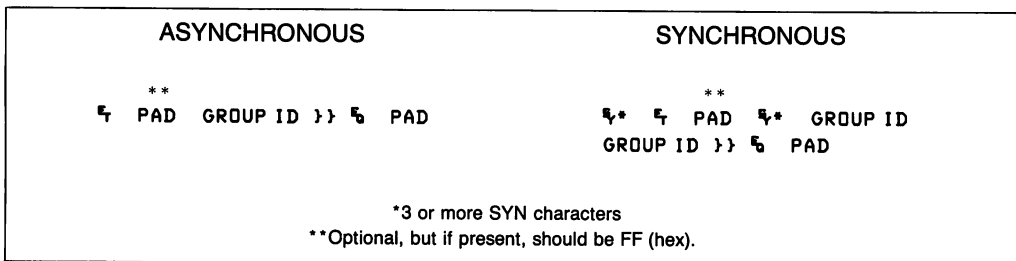 ASYNCHRONOUS
**
␄ PAD GROUP ID }} ␅ PAD
SYNCHRONOUS
**
␖* ␄ PAD ␖* GROUP ID
GROUP ID }} ␅ PAD
*3 or more SYN characters
**Optional, but if present, should be FF (hex).